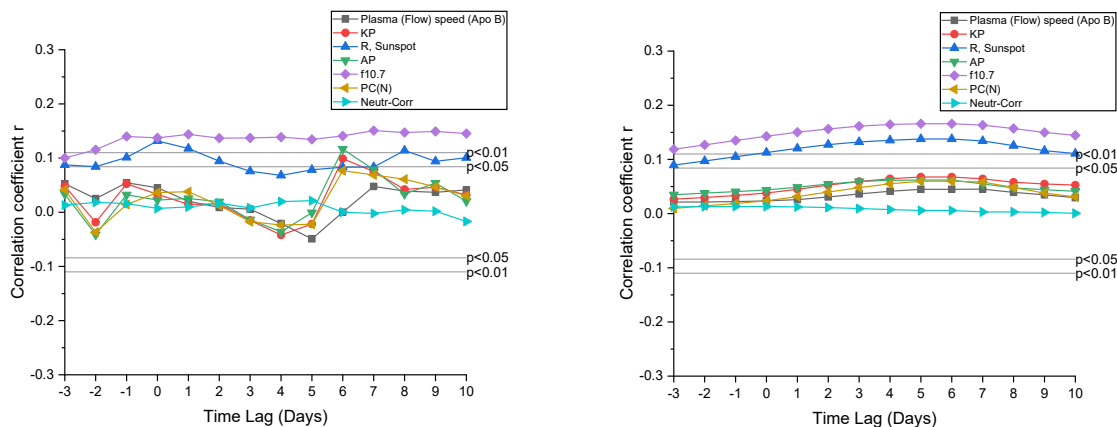 Plasma (Flow) speed (Apo B)
KP
R, Sunspot
AP
f10.7
PC(N)
Neutr-Corr
0.3
0.2
0.1
0.0
-0.1
-0.2
-0.3
p<0.01
p<0.05
p<0.05
p<0.01
Correlation coefficient r
-3 -2 -1 0 1 2 3 4 5 6 7 8 9 10
Time Lag (Days)
Plasma (Flow) speed (Apo B)
KP
R, Sunspot
AP
f10.7
PC(N)
Neutr-Corr
0.3
0.2
0.1
0.0
-0.1
-0.2
-0.3
p<0.01
p<0.05
p<0.05
p<0.01
Correlation coefficient r
-3 -2 -1 0 1 2 3 4 5 6 7 8 9 10
Time Lag (Days)